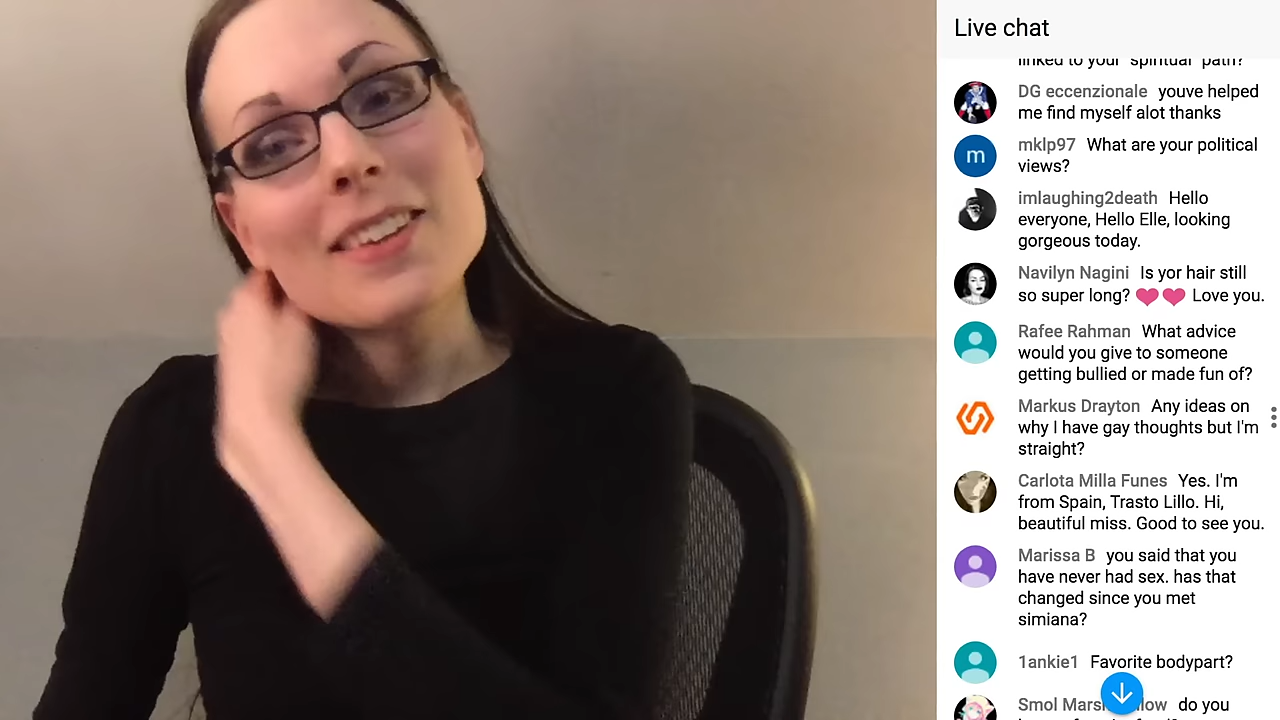 Live chat
linked to your "spiritual" path?
DG eccenzionale youve helped
me find myself alot thanks
m
mklp97 What are your political
views?
imlaughing2death Hello
everyone, Hello Elle, looking
gorgeous today.
Navilyn Nagini Is yor hair still
so super long? 💗💗 Love you.
Rafee Rahman What advice
would you give to someone
getting bullied or made fun of?
Markus Drayton Any ideas on
why I have gay thoughts but I'm
straight?
Carlota Milla Funes Yes. I'm
from Spain, Trasto Lillo. Hi,
beautiful miss. Good to see you.
Marissa B you said that you
have never had sex. has that
changed since you met
simiana?
1ankie1 Favorite bodypart?
Smol do you